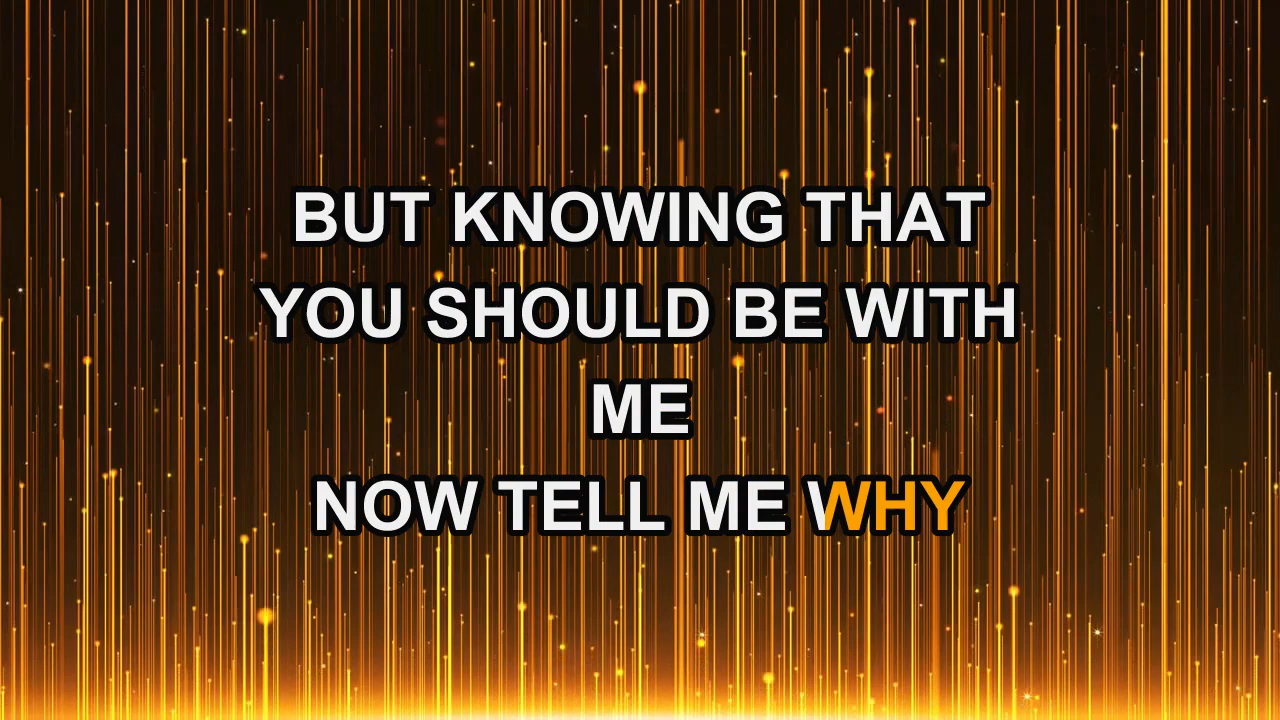 BUT KNOWING THAT
YOU SHOULD BE WITH
ME
NOW TELL ME WHY